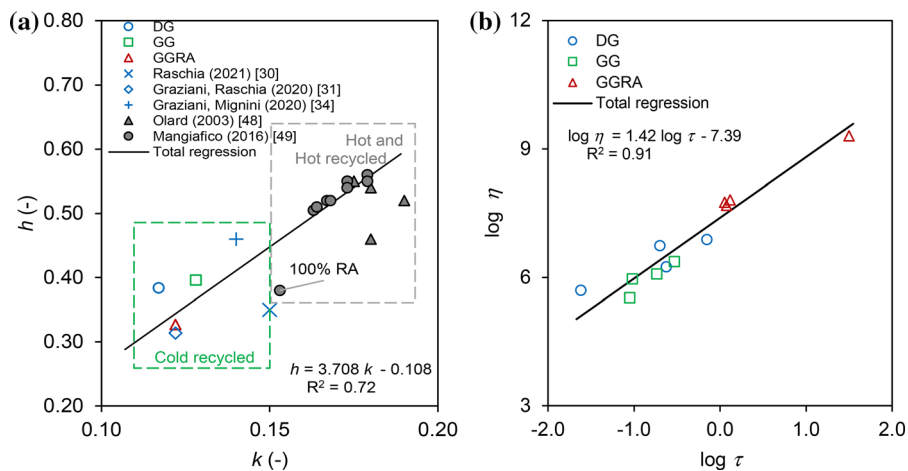 (a)
0.80
0.70
0.60
0.50
0.40
0.30
0.20
h (-)
0.10
0.15
0.20
k (-)
DG
GG
GGRA
Raschia (2021) [30]
Graziani, Raschia (2020) [31]
Graziani, Mignini (2020) [34]
Olard (2003) [48]
Mangiafico (2016) [49]
Total regression
Hot and
Hot recycled
100% RA
Cold recycled
h = 3.708 k - 0.108
R² = 0.72
(b)
12
9
6
3
log η
-2.0
-1.0
0.0
1.0
2.0
log τ
DG
GG
GGRA
Total regression
log η = 1.42 log τ - 7.39
R² = 0.91